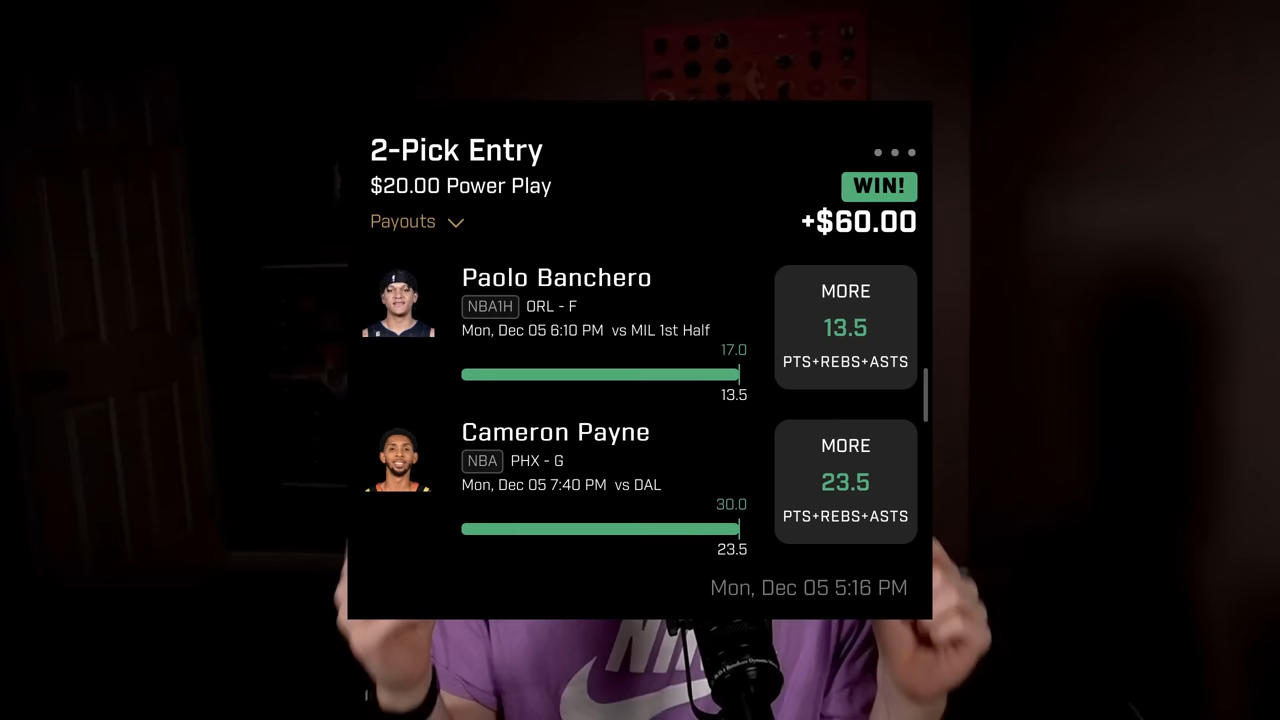 2-Pick Entry
$20.00 Power Play
WIN!
Payouts
+$60.00
Paolo Banchero
NBA1H ORL - F
Mon, Dec 05 6:10 PM vs MIL 1st Half
17.0
13.5
MORE
13.5
PTS+REBS+ASTS
Cameron Payne
NBA PHX - G
Mon, Dec 05 7:40 PM vs DAL
30.0
23.5
MORE
23.5
PTS+REBS+ASTS
Mon, Dec 05 5:16 PM